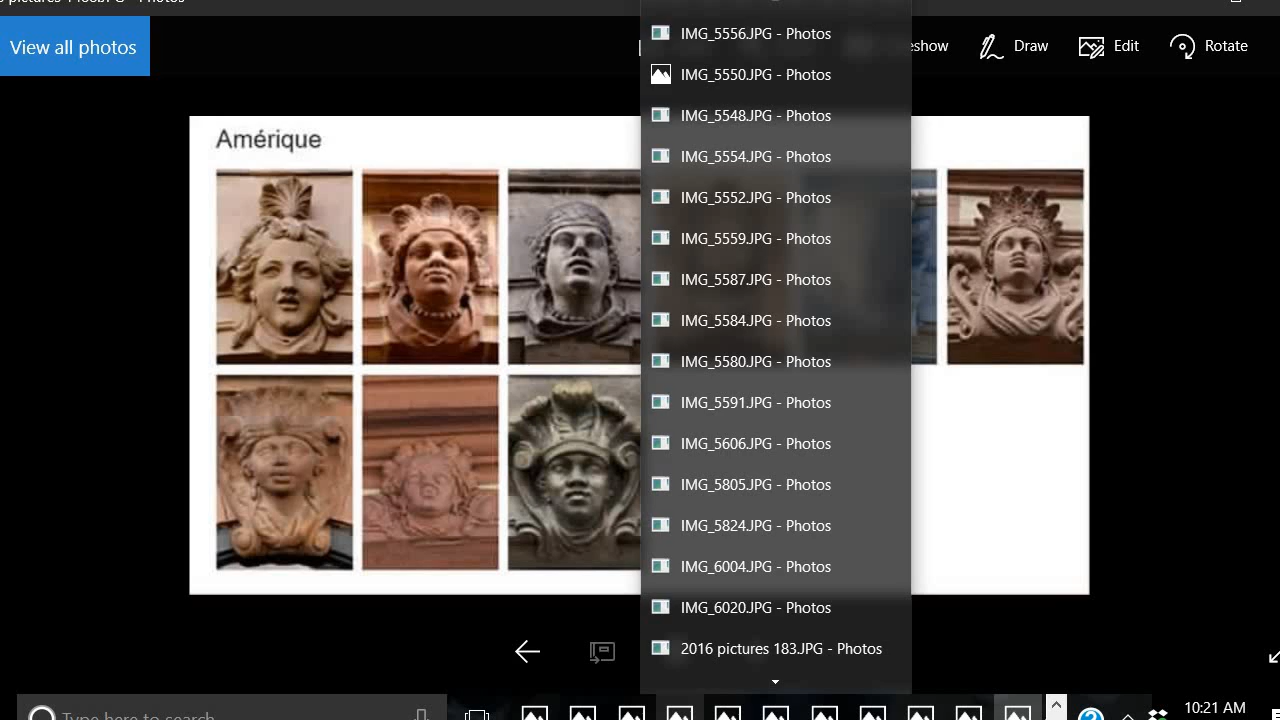 pictures
- Photos
View all photos
eshow
Draw
Edit
Rotate
Amérique
IMG_5556.JPG - Photos
IMG_5550.JPG - Photos
IMG_5548.JPG - Photos
IMG_5554.JPG - Photos
IMG_5552.JPG - Photos
IMG_5559.JPG - Photos
IMG_5587.JPG - Photos
IMG_5584.JPG - Photos
IMG_5580.JPG - Photos
IMG_5591.JPG - Photos
IMG_5606.JPG - Photos
IMG_5805.JPG - Photos
IMG_5824.JPG - Photos
IMG_6004.JPG - Photos
IMG_6020.JPG - Photos
2016 pictures 183.JPG - Photos
Type here to search
10:21 AM